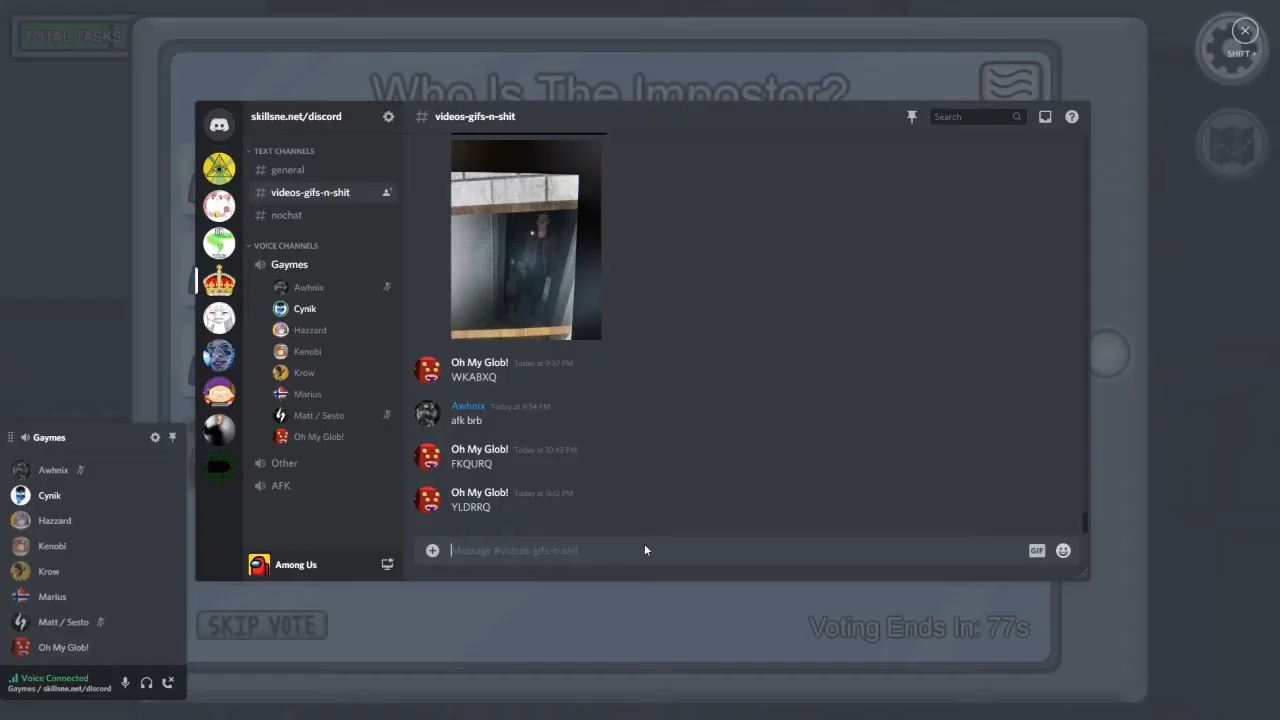 TOTAL TASKS
SHIFT +
Who Is The Impostor?
skillsne.net/discord
# videos-gifs-n-shit
Search
TEXT CHANNELS
# general
# videos-gifs-n-shit
# nochat
VOICE CHANNELS
Gaymes
Awhnix
Cynik
Hazzard
Kenobi
Krow
Marius
Matt / Sesto
Oh My Glob!
Other
AFK
Among Us
Oh My Glob! Today at 9:37 PM
WKABXQ
Awhnix Today at 9:54 PM
afk brb
Oh My Glob! Today at 10:43 PM
FKQURQ
Oh My Glob! Today at 11:12 PM
YLDRRQ
Message #videos-gifs-n-shit
GIF
Gaymes
Awhnix
Cynik
Hazzard
Kenobi
Krow
Marius
Matt / Sesto
Oh My Glob!
Voice Connected
Gaymes / skillsne.net/discord
SKIP VOTE
Voting Ends In: 77s